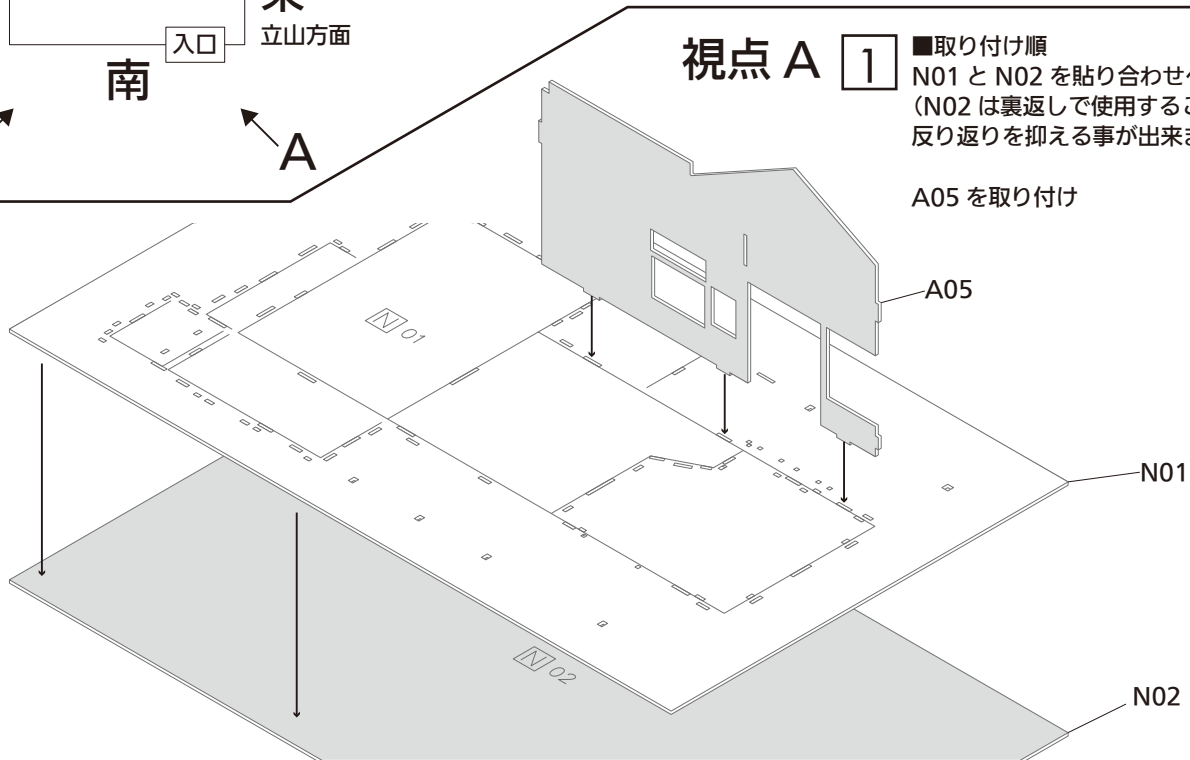 東
立山方面
入口
南
A
視点 A
1
■取り付け順
N01 と N02 を貼り合わせ
（N02 は裏返しで使用するこ
反り返りを抑える事が出来ま
A05 を取り付け
A05
N 01
N01
N 02
N02